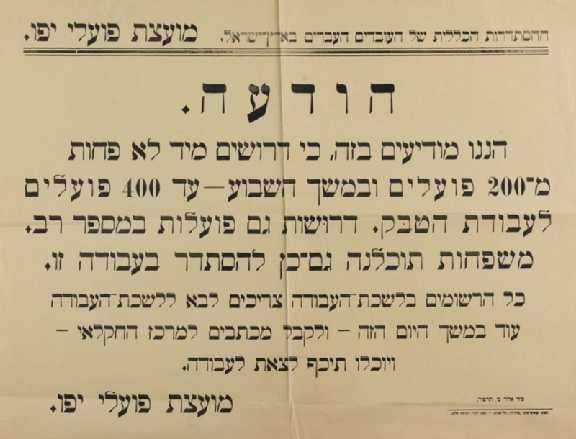 ההסתדרות הכללית של העובדים העברים בארץ־ישראל. מועצת פועלי יפו.
הודעה.
הננו מודיעים בזה, כי דרושים מיד לא פחות
מ־200 פועלים ובמשך השבוע—עד 400 פועלים
לעבודת הטבק. דרושות גם פועלות במספר רב.
משפחות תוכלנה גם־כן להסתדר בעבודה זו.
כל הרשומים בלשכת־העבודה צריכים לבא ללשכת־העבודה
עוד במשך היום הזה – ולקבל מכתבים למרכז החקלאי –
ויוכלו תיכף לצאת לעבודה.
מועצת פועלי יפו.